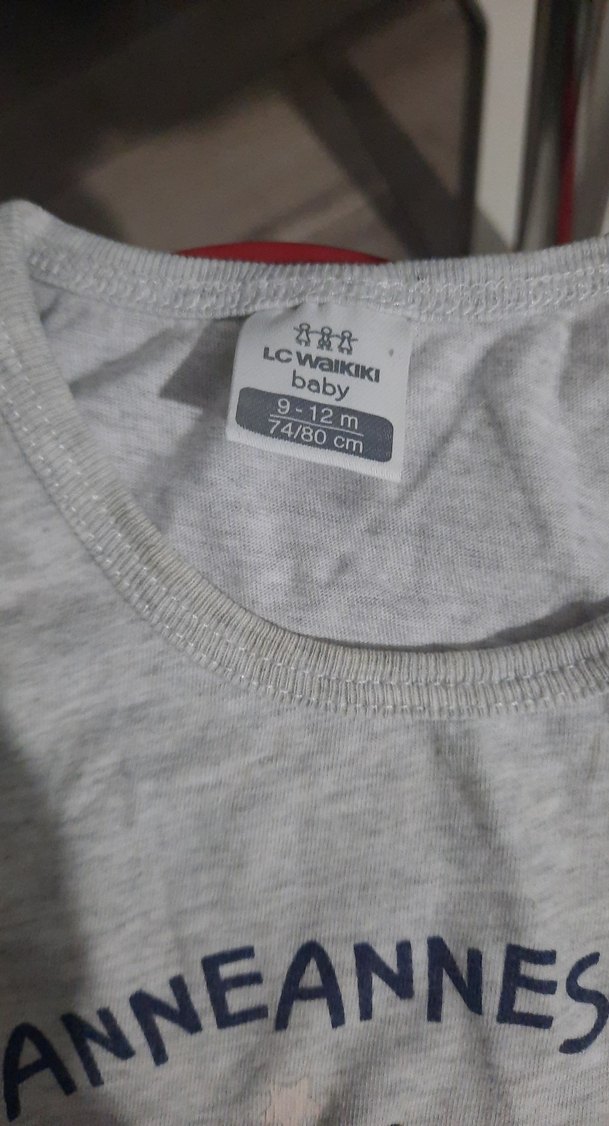 LC WAIKIKI
baby
9 - 12 m
74/80 cm
ANNEANNES